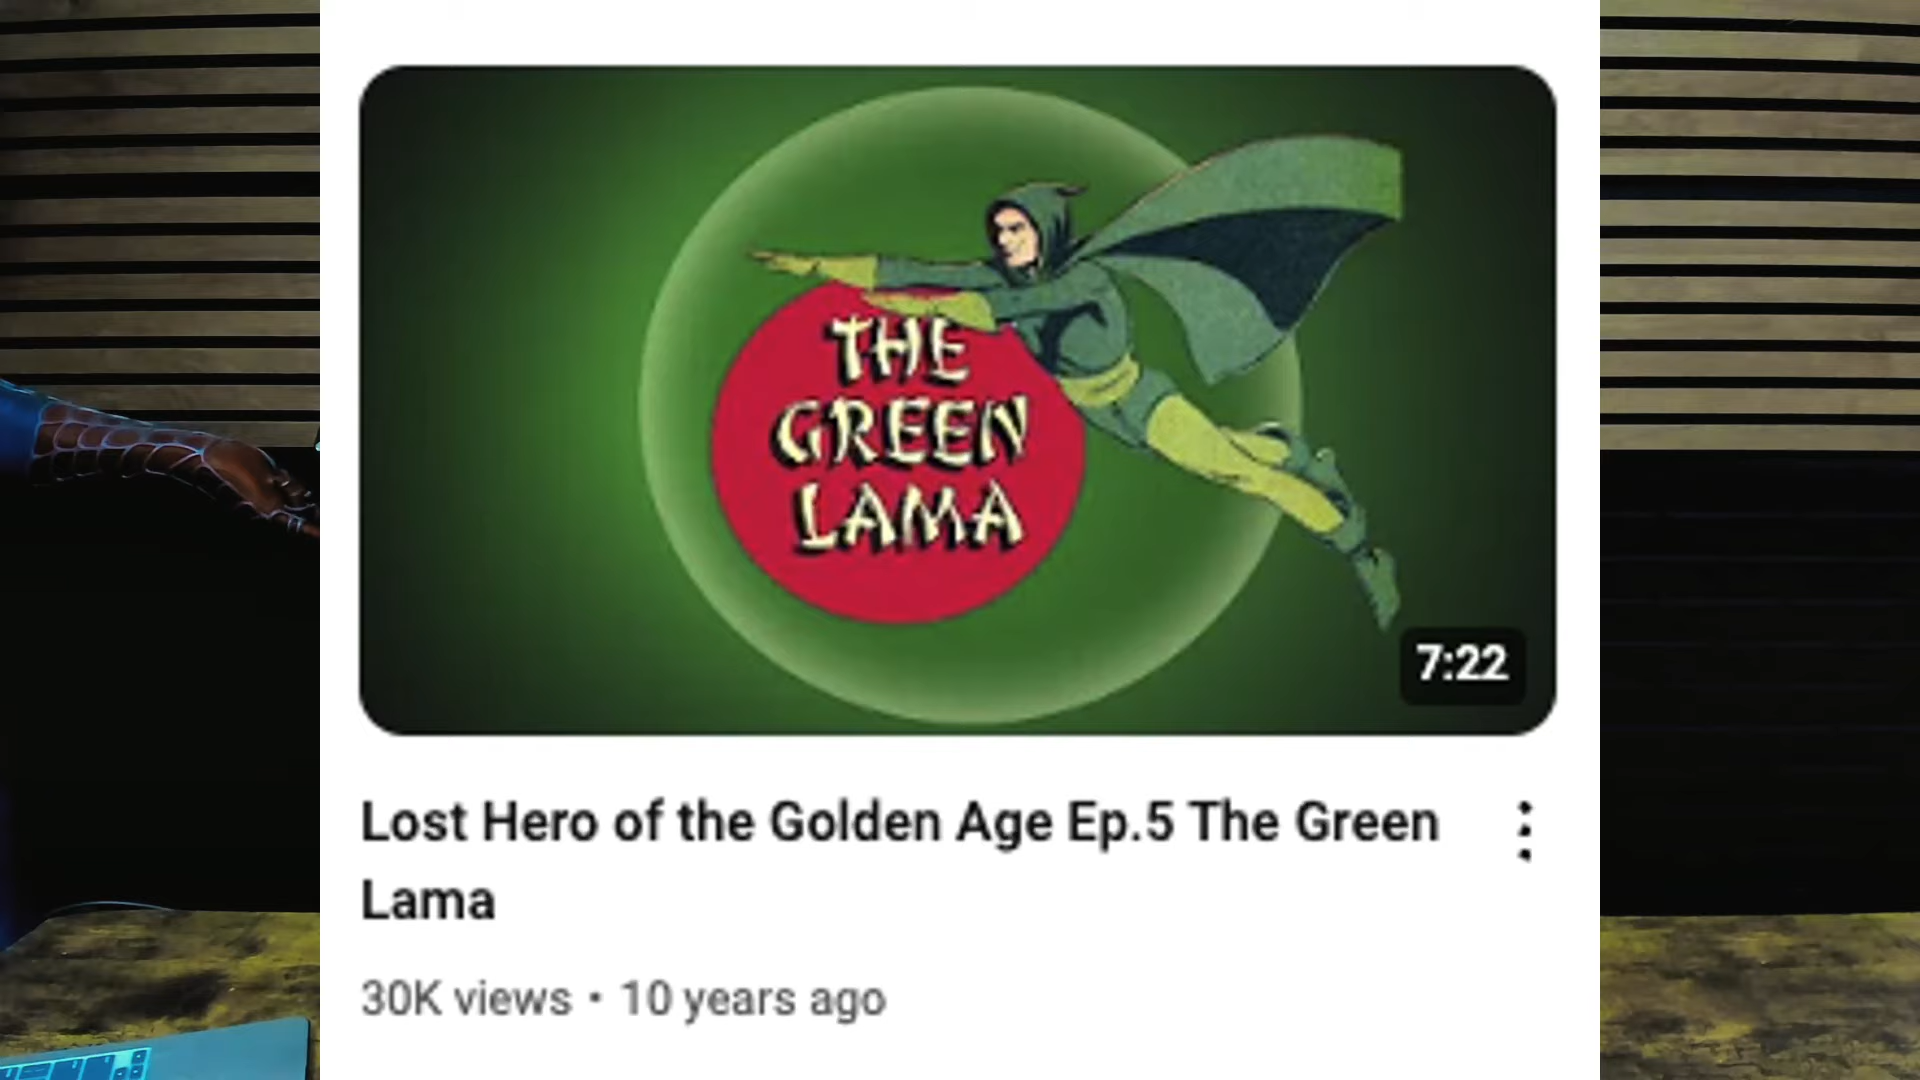 THE
GREEN
LAMA
7:22
Lost Hero of the Golden Age Ep.5 The Green
Lama
30K views • 10 years ago